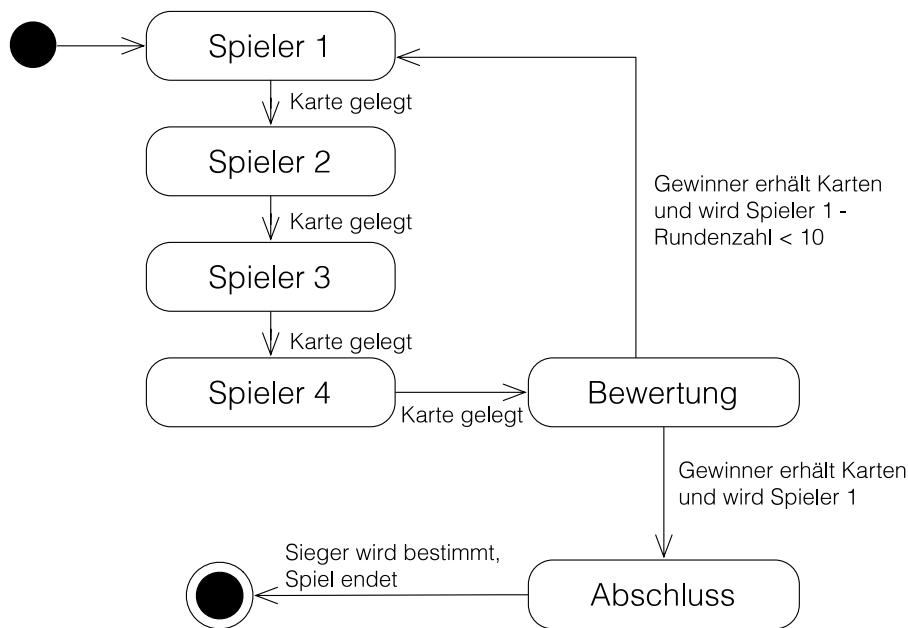 Spieler 1
Karte gelegt
Spieler 2
Karte gelegt
Spieler 3
Karte gelegt
Spieler 4
Karte gelegt
Bewertung
Gewinner erhält Karten
und wird Spieler 1 -
Rundenzahl < 10
Gewinner erhält Karten
und wird Spieler 1
Abschluss
Sieger wird bestimmt,
Spiel endet